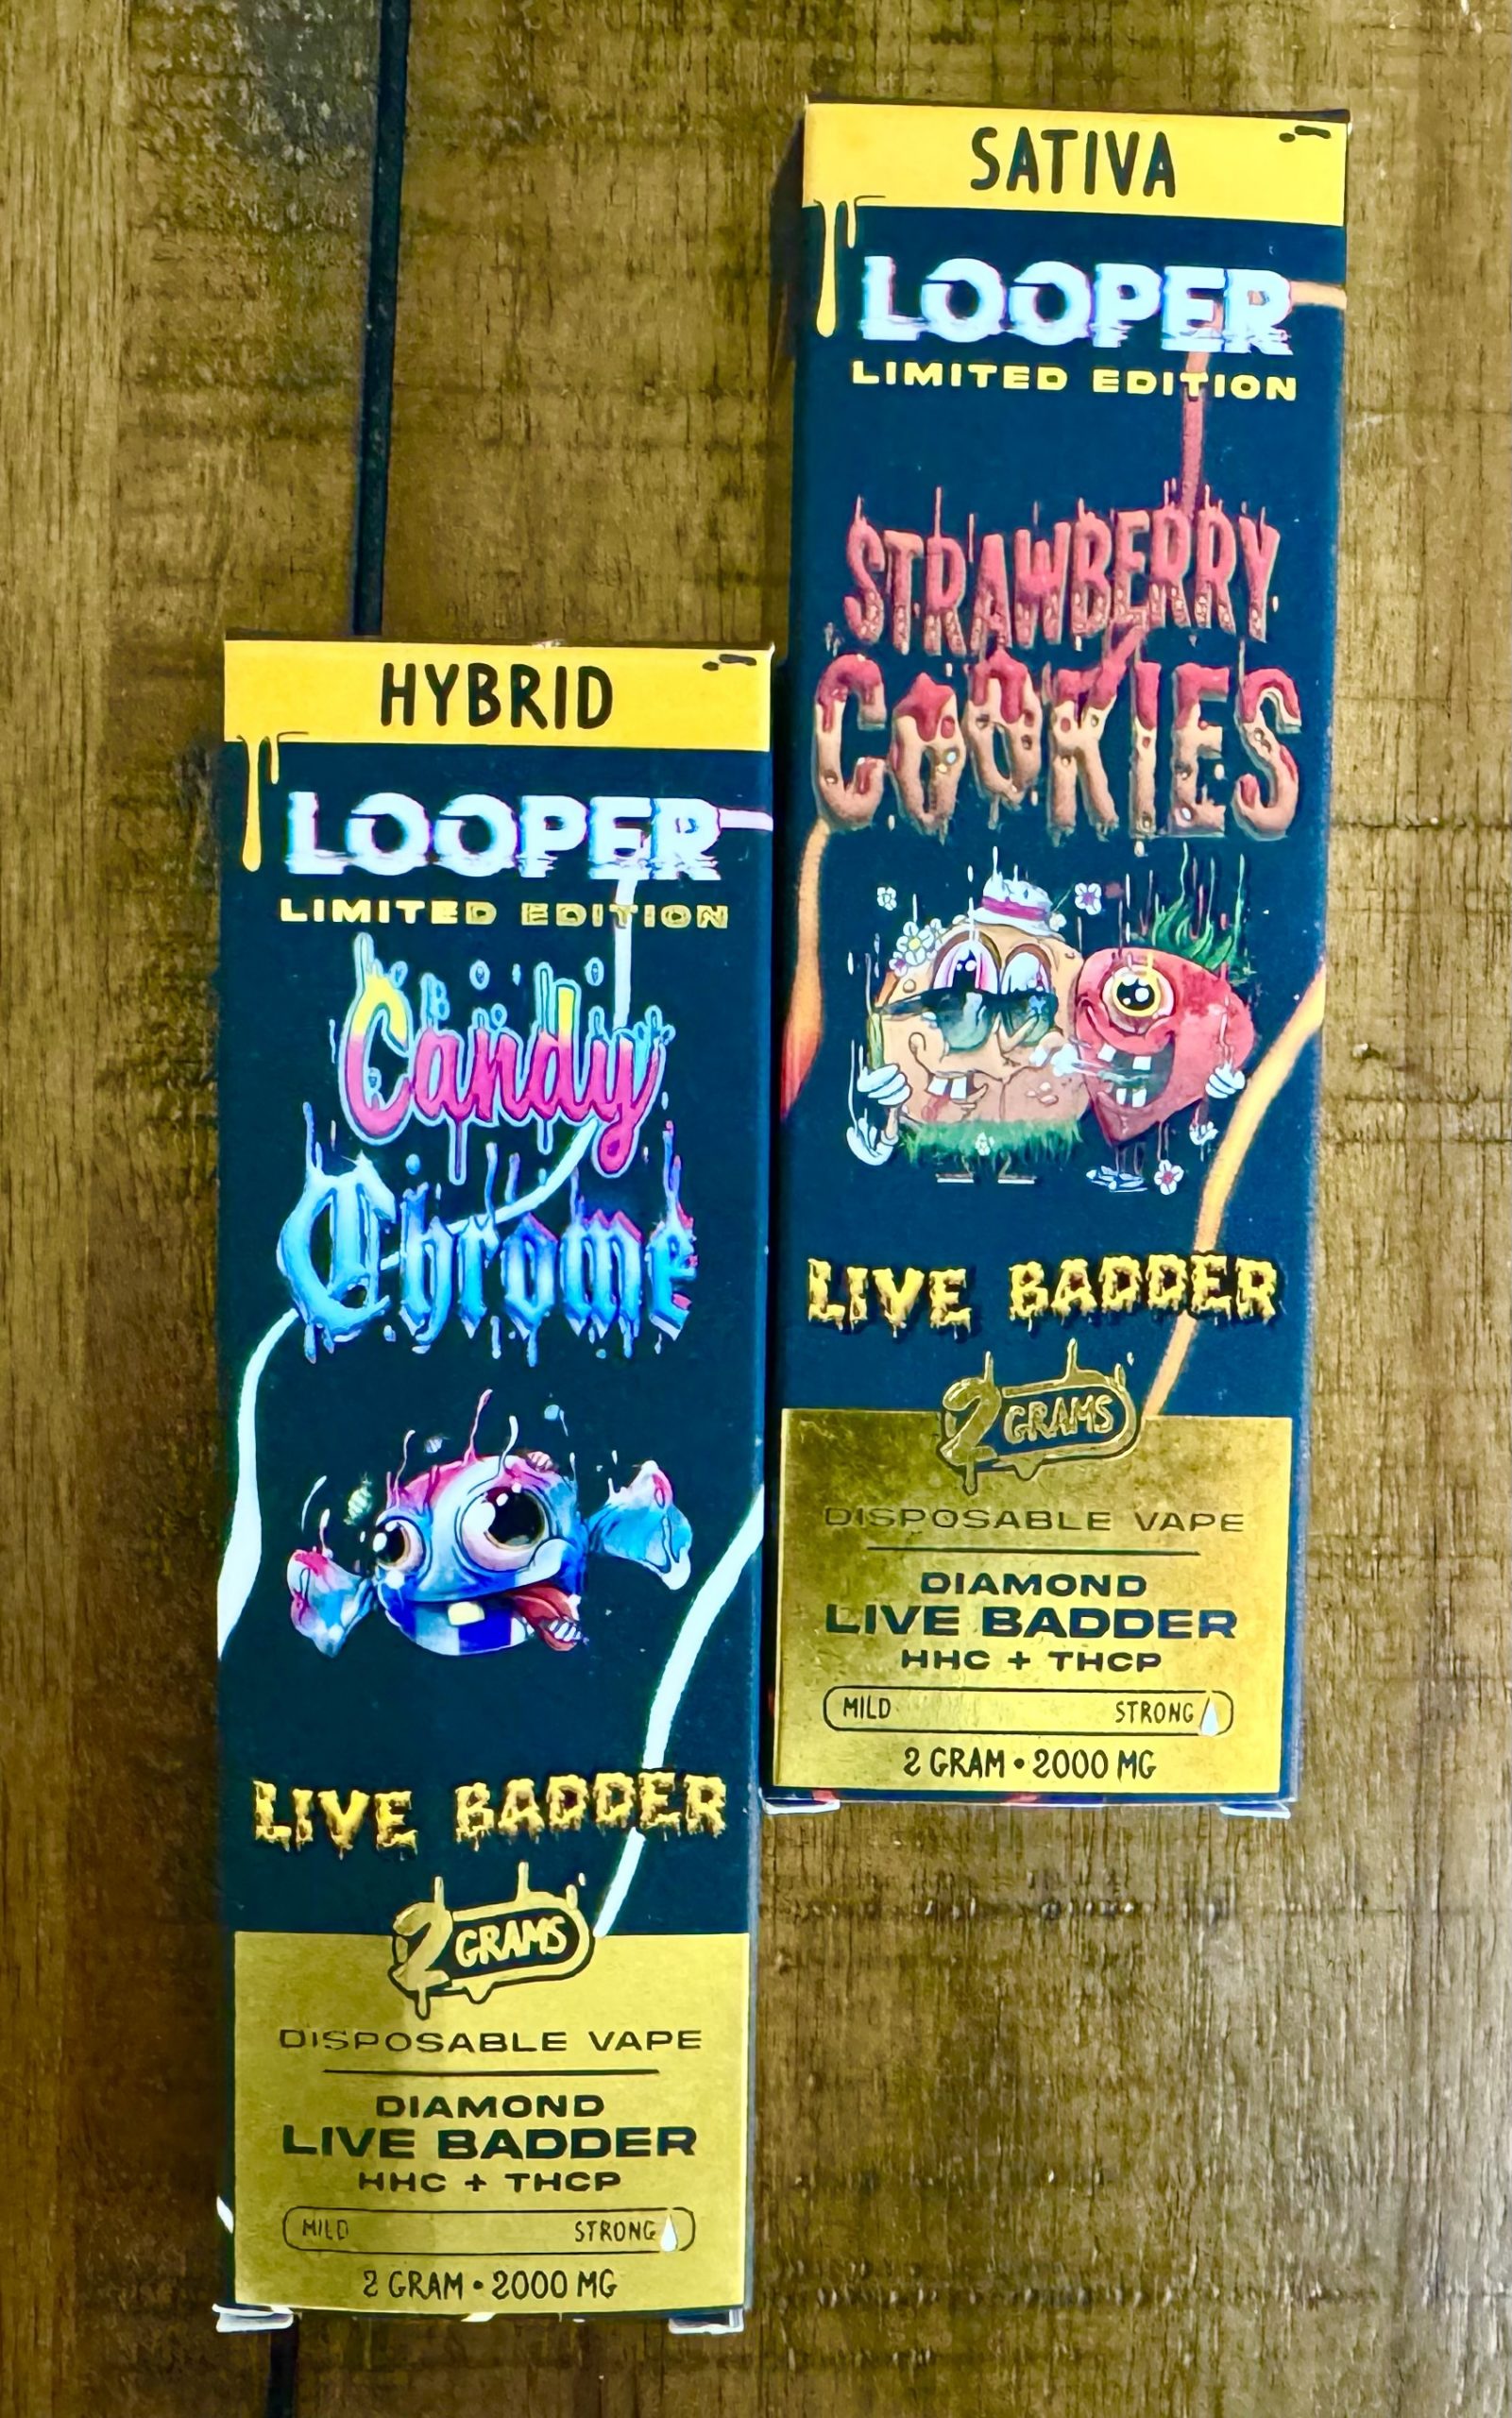 HYBRID
LOOPER
LIMITED EDITION
Candy
Chrome
LIVE BADDER
2 GRAMS
DISPOSABLE VAPE
DIAMOND
LIVE BADDER
HHC + THCP
MILD STRONG
2 GRAM • 2000 MG
SATIVA
LOOPER
LIMITED EDITION
STRAWBERRY
COOKIES
LIVE BADDER
2 GRAMS
DISPOSABLE VAPE
DIAMOND
LIVE BADDER
HHC + THCP
MILD STRONG
2 GRAM • 2000 MG